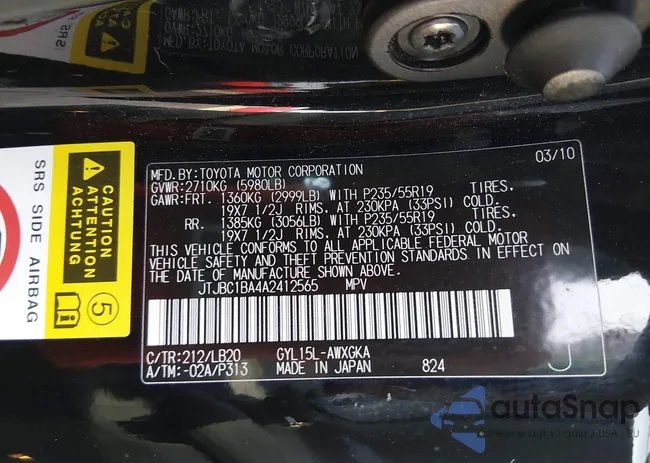 MFD.BY:TOYOTA MOTOR CORPORATION 03/10
GVWR:2710KG (5980LB)
GAWR:FRT. 1360KG (2999LB) WITH P235/55R19 TIRES,
19X7 1/2J RIMS, AT 230KPA (33PSI) COLD.
RR. 1385KG (3056LB) WITH P235/55R19 TIRES,
19X7 1/2J RIMS, AT 230KPA (33PSI) COLD.
THIS VEHICLE CONFORMS TO ALL APPLICABLE FEDERAL MOTOR
VEHICLE SAFETY AND THEFT PREVENTION STANDARDS IN EFFECT ON
THE DATE OF MANUFACTURE SHOWN ABOVE.
JTJBC1BA4A2412565 MPV
C/TR:212/LB20 GYL15L-AWXGKA
A/TM:-02A/P313 MADE IN JAPAN 824 J
SRS SIDE AIRBAG
CAUTION
ATTENTION
ACHTUNG
5
autoSnap